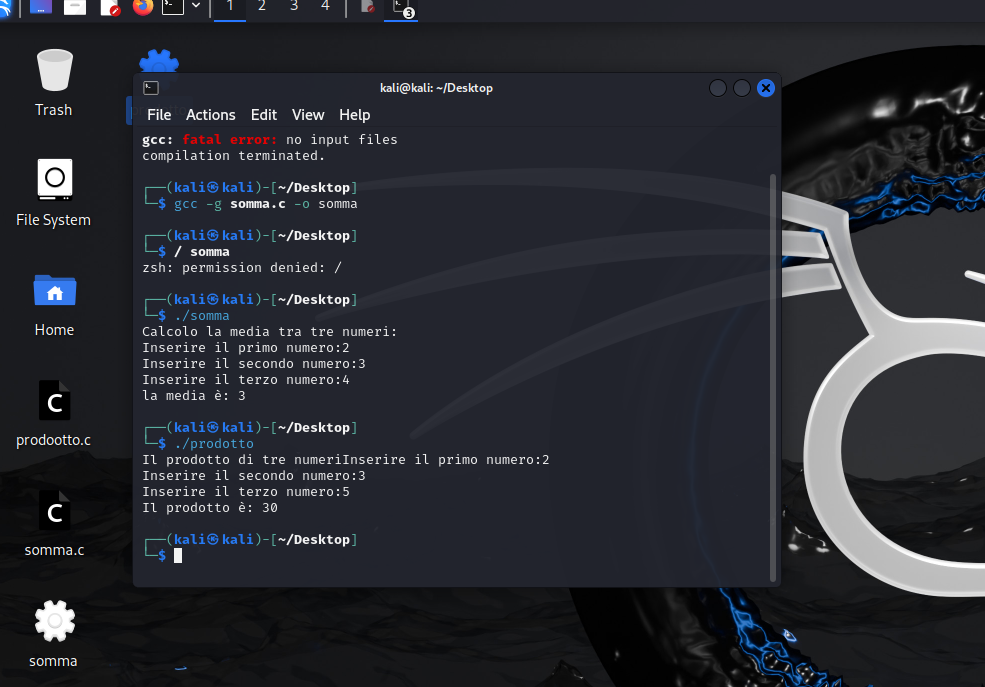 1 2 3 4
3
Trash
File System
Home
C
prodootto.c
C
somma.c
somma
kali@kali: ~/Desktop
File Actions Edit View Help
gcc: fatal error: no input files
compilation terminated.
┌──(kali㉿kali)-[~/Desktop]
└─$ gcc -g somma.c -o somma
┌──(kali㉿kali)-[~/Desktop]
└─$ / somma
zsh: permission denied: /
┌──(kali㉿kali)-[~/Desktop]
└─$ ./somma
Calcolo la media tra tre numeri:
Inserire il primo numero:2
Inserire il secondo numero:3
Inserire il terzo numero:4
la media è: 3
┌──(kali㉿kali)-[~/Desktop]
└─$ ./prodotto
Il prodotto di tre numeriInserire il primo numero:2
Inserire il secondo numero:3
Inserire il terzo numero:5
Il prodotto è: 30
┌──(kali㉿kali)-[~/Desktop]
└─$